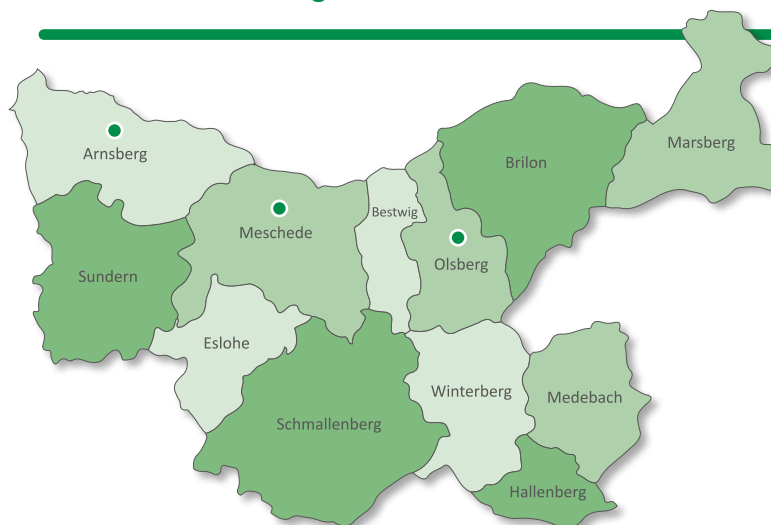 Marsberg
Arnsberg
Brilon
Bestwig
Meschede
Olsberg
Sundern
Eslohe
Winterberg
Medebach
Schmallenberg
Hallenberg